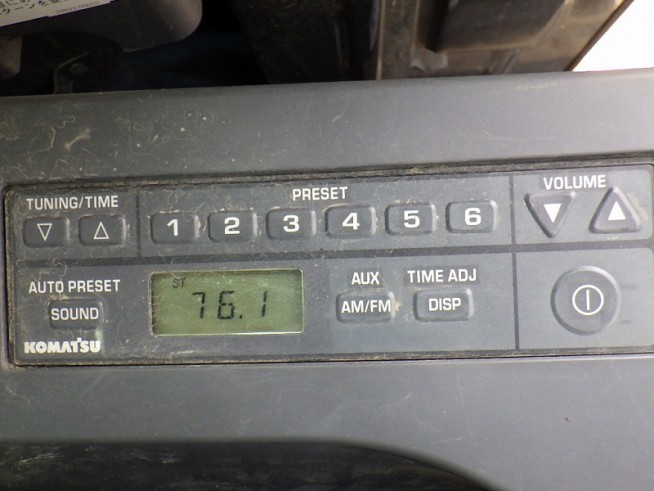 TUNING/TIME
PRESET
VOLUME
1 2 3 4 5 6
AUTO PRESET
SOUND
ST
76.1
AUX
AM/FM
TIME ADJ
DISP
KOMATSU